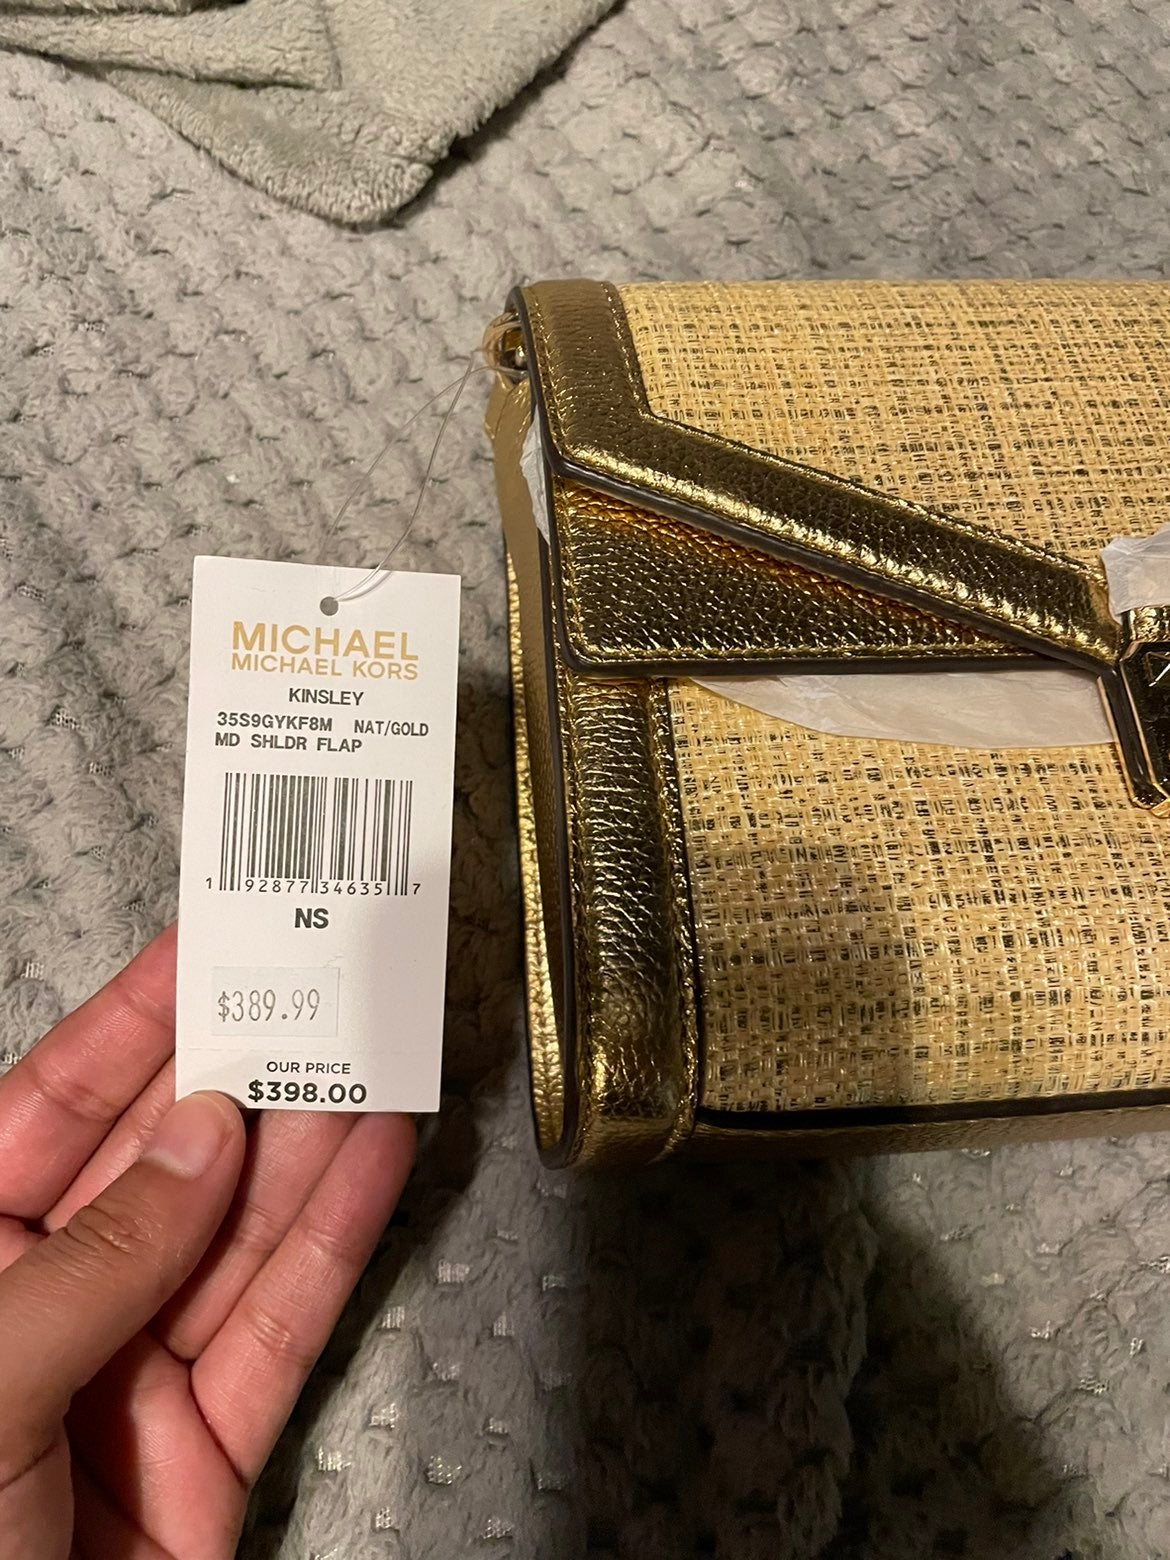 MICHAEL
MICHAEL KORS
KINSLEY
35S9GYKF8M NAT/GOLD
MD SHLDR FLAP
1 92877 34635 7
NS
$389.99
OUR PRICE
$398.00